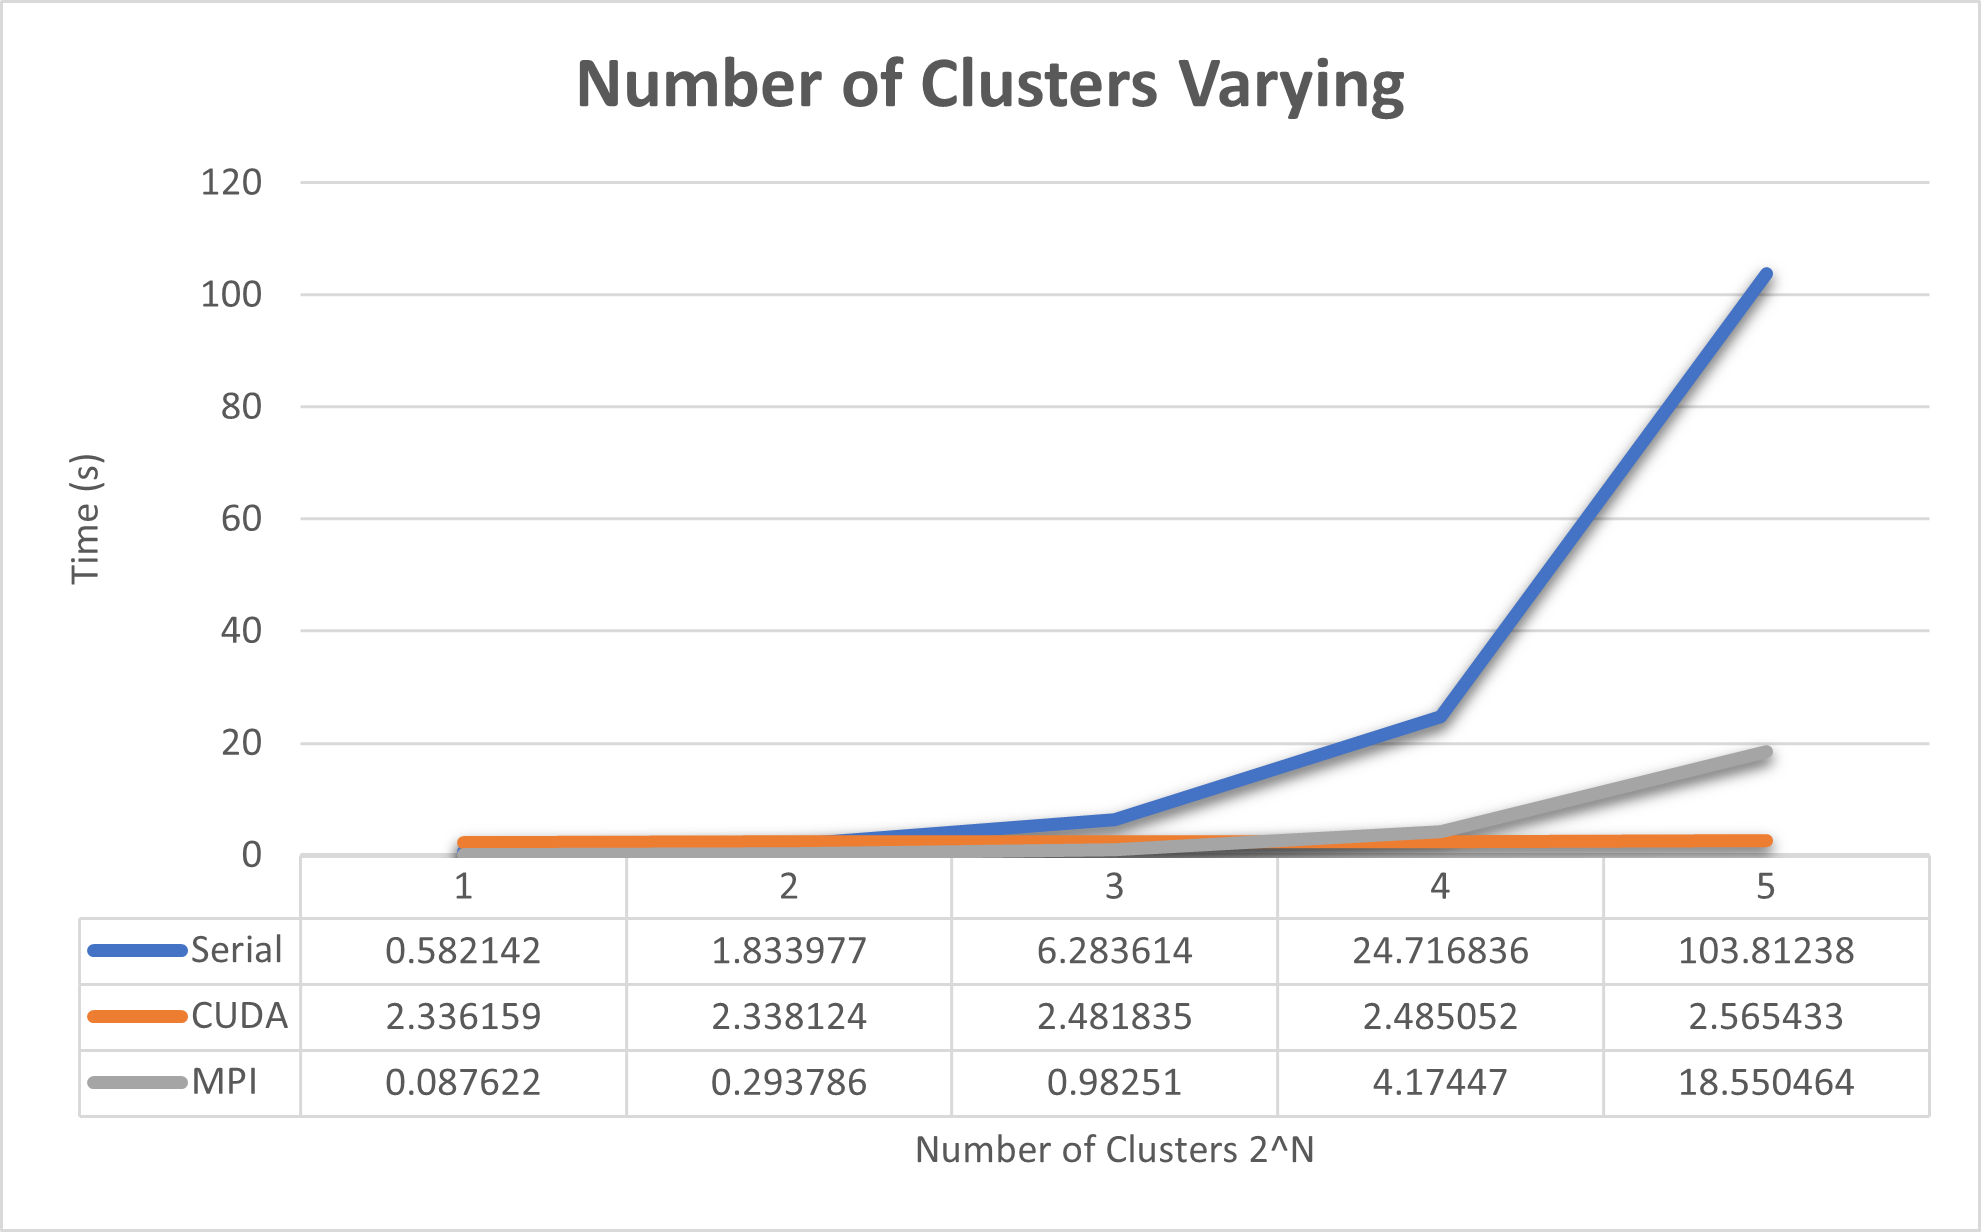 Number of Clusters Varying
120
100
80
60
40
20
0
Time (s)
1 2 3 4 5
Serial 0.582142 1.833977 6.283614 24.716836 103.81238
CUDA 2.336159 2.338124 2.481835 2.485052 2.565433
MPI 0.087622 0.293786 0.98251 4.17447 18.550464
Number of Clusters 2^N